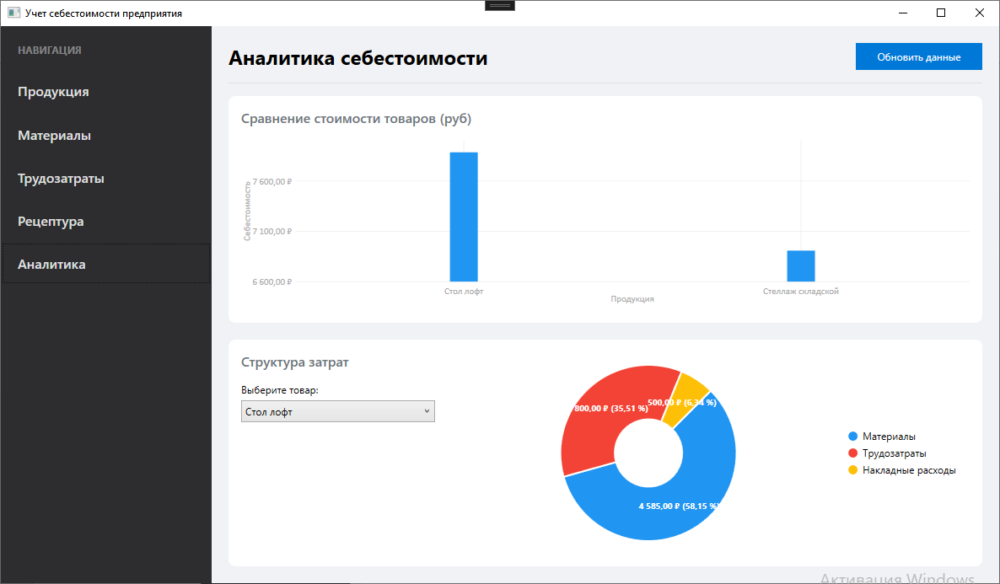 Учет себестоимости предприятия
НАВИГАЦИЯ
Продукция
Материалы
Трудозатраты
Рецептура
Аналитика
Аналитика себестоимости
Обновить данные
Сравнение стоимости товаров (руб)
Себестоимость
7 600,00 ₽
7 100,00 ₽
6 600,00 ₽
Стол лофт
Стеллаж складской
Продукция
Структура затрат
Выберите товар:
Стол лофт
800,00 ₽ (35,51 %)
500,00 ₽ (6,34 %)
4 585,00 ₽ (58,15 %)
Материалы
Трудозатраты
Накладные расходы
Активация Windows